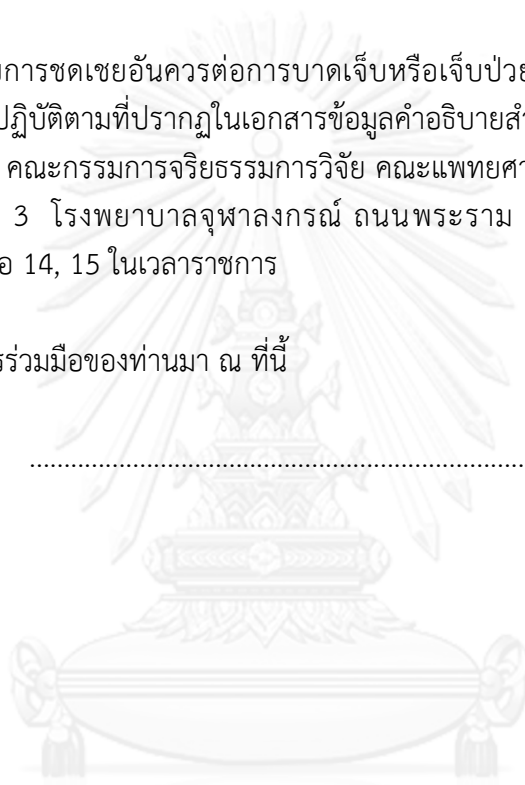 การชดเชยอันควรต่อการบาดเจ็บหรือเจ็บป่วย
ปฏิบัติตามที่ปรากฏในเอกสารข้อมูลคำอธิบายสำ
คณะกรรมการจริยธรรมการวิจัย คณะแพทยศา
3 โรงพยาบาลจุฬาลงกรณ์ ถนนพระราม
อ 14, 15 ในเวลาราชการ
ร่วมมือของท่านมา ณ ที่นี้
........................................................................